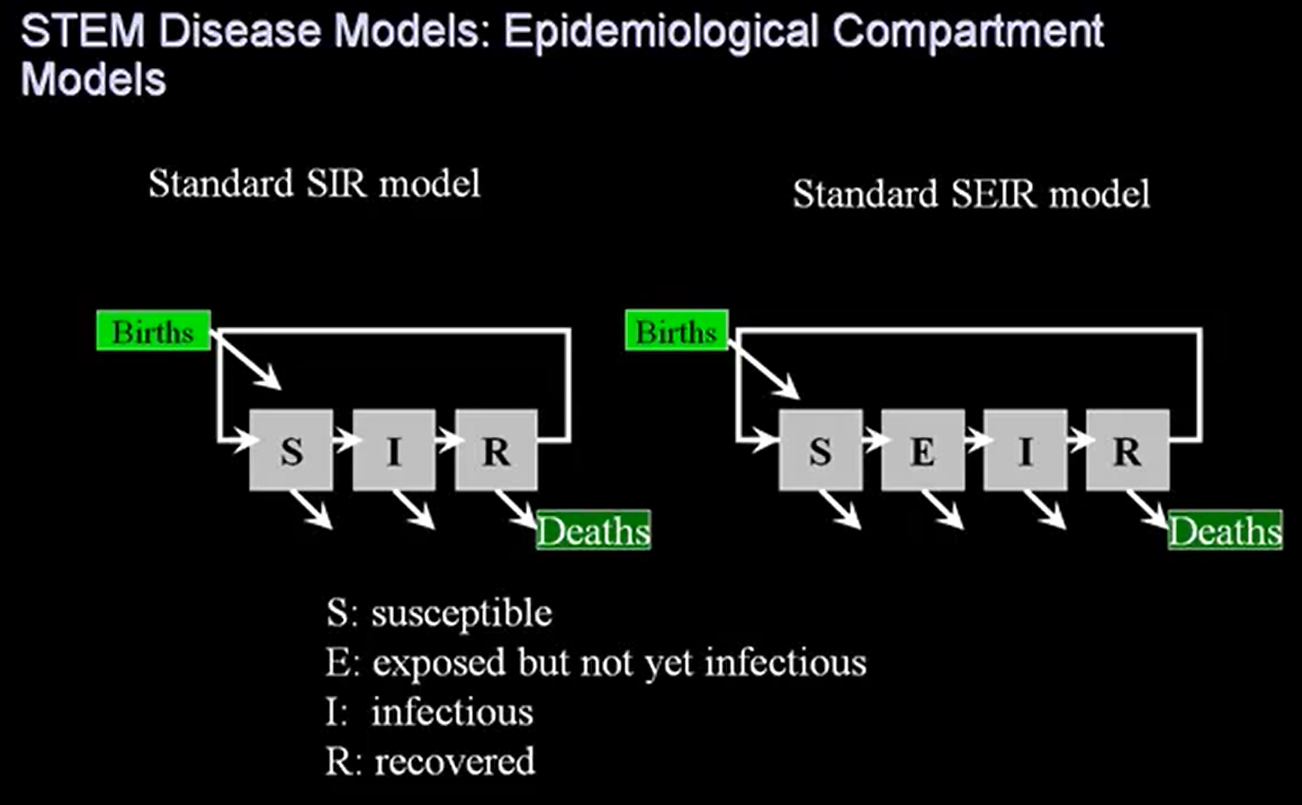 STEM Disease Models: Epidemiological Compartment
Models
Standard SIR model
Standard SEIR model
Births
S
I
R
Deaths
Births
S
E
I
R
Deaths
S: susceptible
E: exposed but not yet infectious
I: infectious
R: recovered